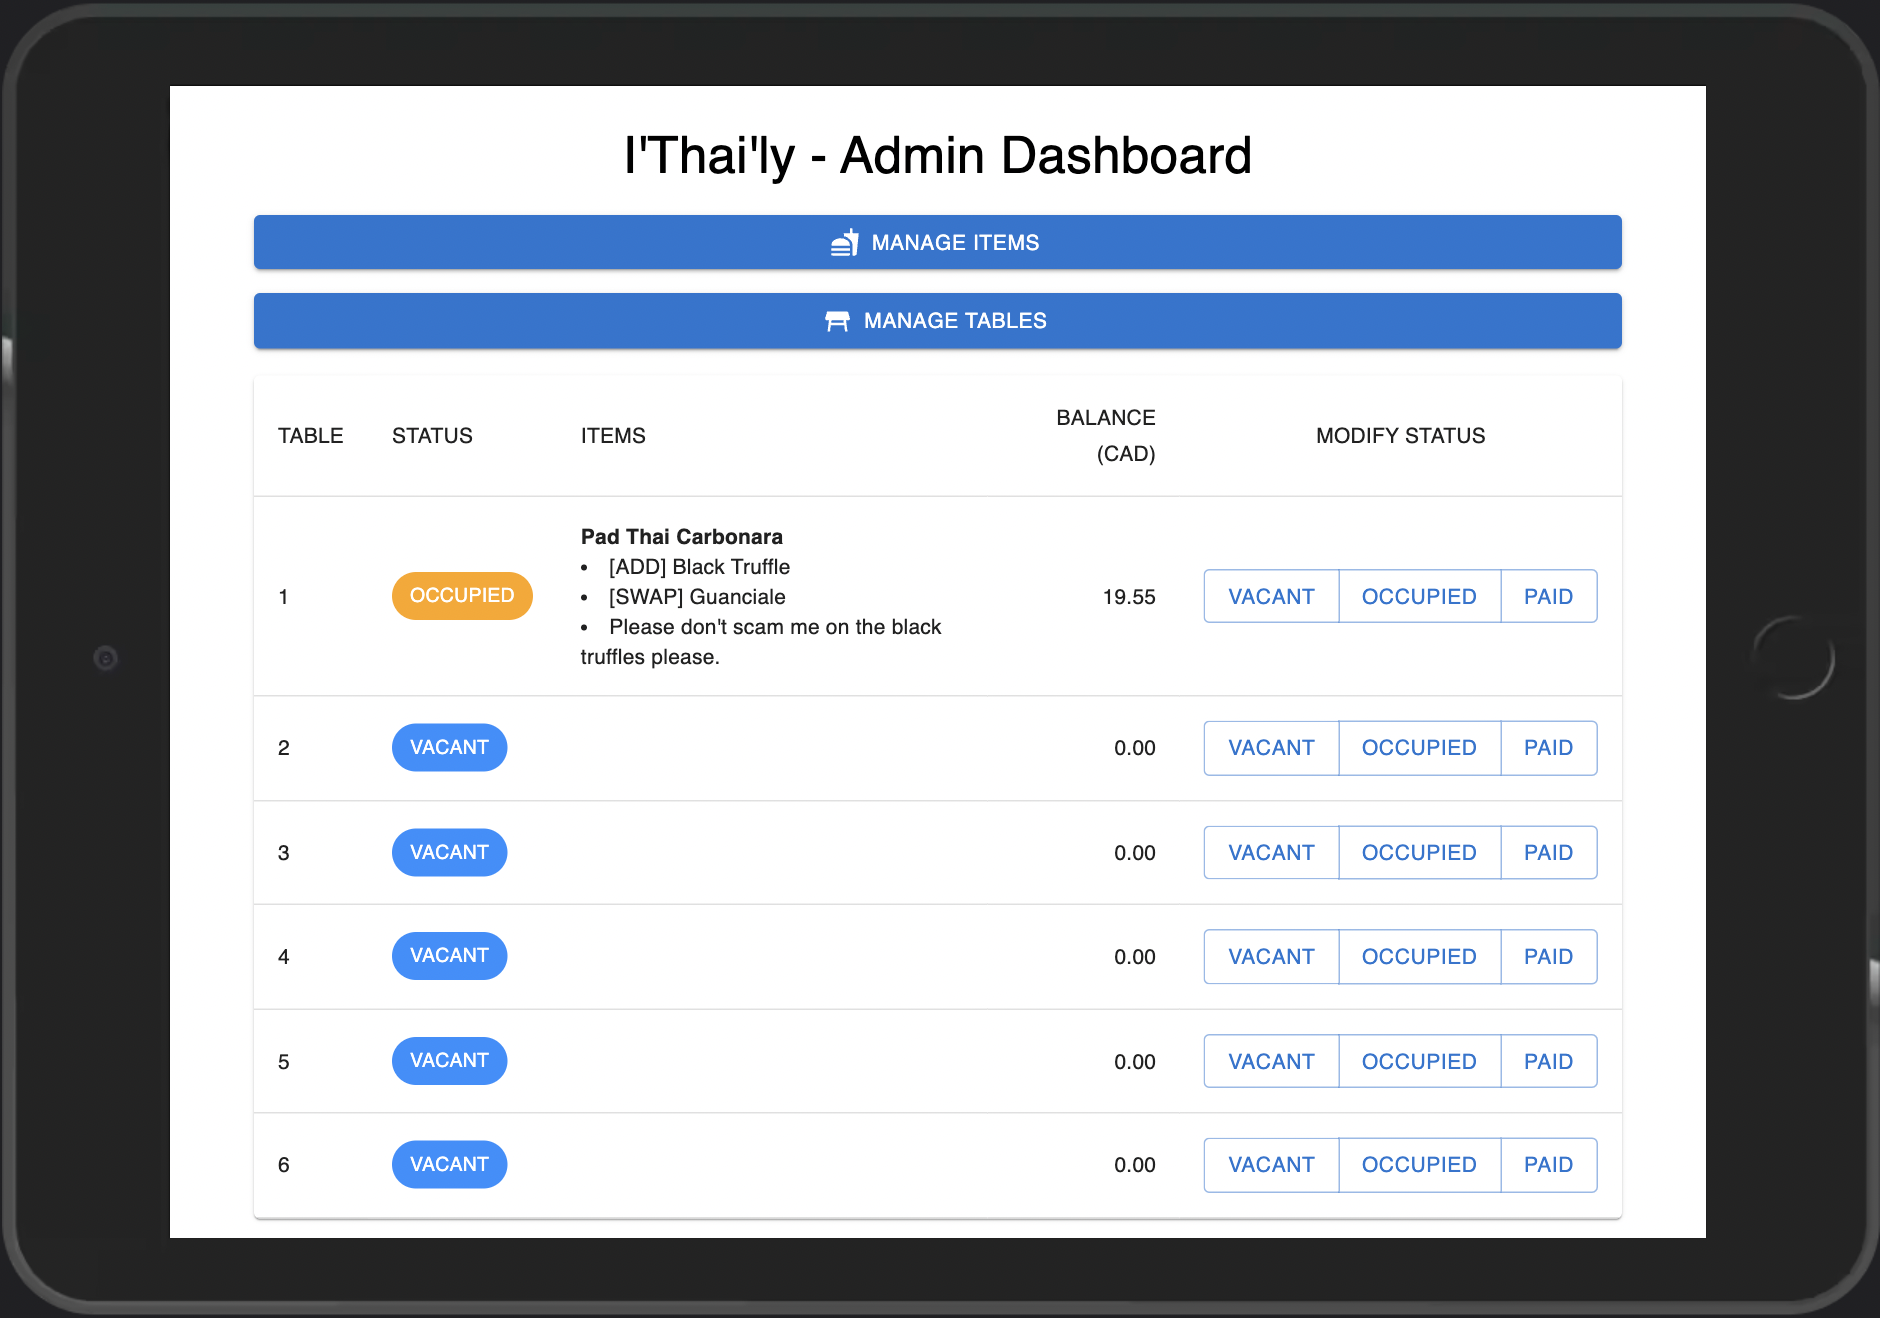 I'Thai'ly - Admin Dashboard
MANAGE ITEMS
MANAGE TABLES
TABLE STATUS ITEMS BALANCE (CAD) MODIFY STATUS
1 OCCUPIED
Pad Thai Carbonara
• [ADD] Black Truffle
• [SWAP] Guanciale
• Please don't scam me on the black
truffles please.
19.55 VACANT OCCUPIED PAID
2 VACANT 0.00 VACANT OCCUPIED PAID
3 VACANT 0.00 VACANT OCCUPIED PAID
4 VACANT 0.00 VACANT OCCUPIED PAID
5 VACANT 0.00 VACANT OCCUPIED PAID
6 VACANT 0.00 VACANT OCCUPIED PAID